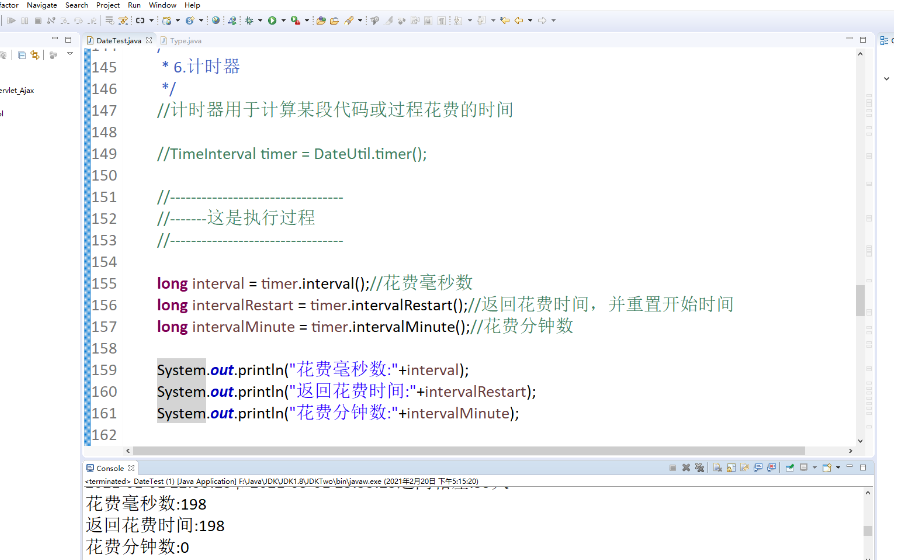 factor Navigate Search Project Run Window Help
DateTest.java Type.java
145 * 6.计时器
146 */
147 //计时器用于计算某段代码或过程花费的时间
148
149 //TimeInterval timer = DateUtil.timer();
150
151 //---------------------------------
152 //-------这是执行过程
153 //---------------------------------
154
155 long interval = timer.interval();//花费毫秒数
156 long intervalRestart = timer.intervalRestart();//返回花费时间，并重置开始时间
157 long intervalMinute = timer.intervalMinute();//花费分钟数
158
159 System.out.println("花费毫秒数:"+interval);
160 System.out.println("返回花费时间:"+intervalRestart);
161 System.out.println("花费分钟数:"+intervalMinute);
162
ervlet_Ajax
Console
<terminated> DateTest (1) [Java Application] F:\Java\JDK\JDK1.8\JDKTwo\bin\javaw.exe (2021年2月20日 下午5:15:20)
花费毫秒数:198
返回花费时间:198
花费分钟数:0